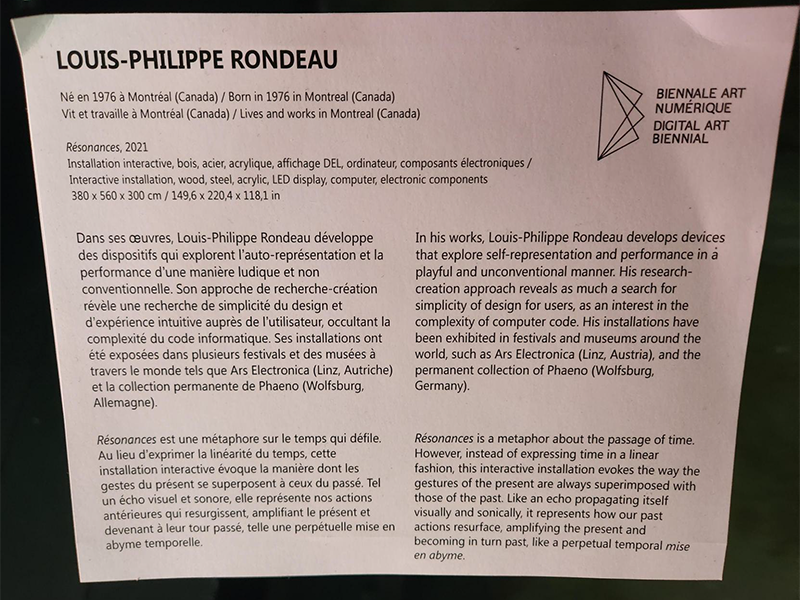 LOUIS-PHILIPPE RONDEAU
Né en 1976 à Montréal (Canada) / Born in 1976 in Montreal (Canada)
Vit et travaille à Montréal (Canada) / Lives and works in Montreal (Canada)
BIENNALE ART
NUMÉRIQUE
DIGITAL ART
BIENNIAL
Résonances, 2021
Installation interactive, bois, acier, acrylique, affichage DEL, ordinateur, composants électroniques /
Interactive installation, wood, steel, acrylic, LED display, computer, electronic components
380 x 560 x 300 cm / 149,6 x 220,4 x 118,1 in
Dans ses œuvres, Louis-Philippe Rondeau développe
des dispositifs qui explorent l'auto-représentation et la
performance d'une manière ludique et non
conventionnelle. Son approche de recherche-création
révèle une recherche de simplicité du design et
d'expérience intuitive auprès de l'utilisateur, occultant la
complexité du code informatique. Ses installations ont
été exposées dans plusieurs festivals et des musées à
travers le monde tels que Ars Electronica (Linz, Autriche)
et la collection permanente de Phaeno (Wolfsburg,
Allemagne).
Résonances est une métaphore sur le temps qui défile.
Au lieu d'exprimer la linéarité du temps, cette
installation interactive évoque la manière dont les
gestes du présent se superposent à ceux du passé. Tel
un écho visuel et sonore, elle représente nos actions
antérieures qui resurgissent, amplifiant le présent et
devenant à leur tour passé, telle une perpétuelle mise en
abyme temporelle.
In his works, Louis-Philippe Rondeau develops devices
that explore self-representation and performance in a
playful and unconventional manner. His research-
creation approach reveals as much a search for
simplicity of design for users, as an interest in the
complexity of computer code. His installations have
been exhibited in festivals and museums around the
world, such as Ars Electronica (Linz, Austria), and the
permanent collection of Phaeno (Wolfsburg,
Germany).
Résonances is a metaphor about the passage of time.
However, instead of expressing time in a linear
fashion, this interactive installation evokes the way the
gestures of the present are always superimposed with
those of the past. Like an echo propagating itself
visually and sonically, it represents how our past
actions resurface, amplifying the present and
becoming in turn past, like a perpetual temporal mise
en abyme.